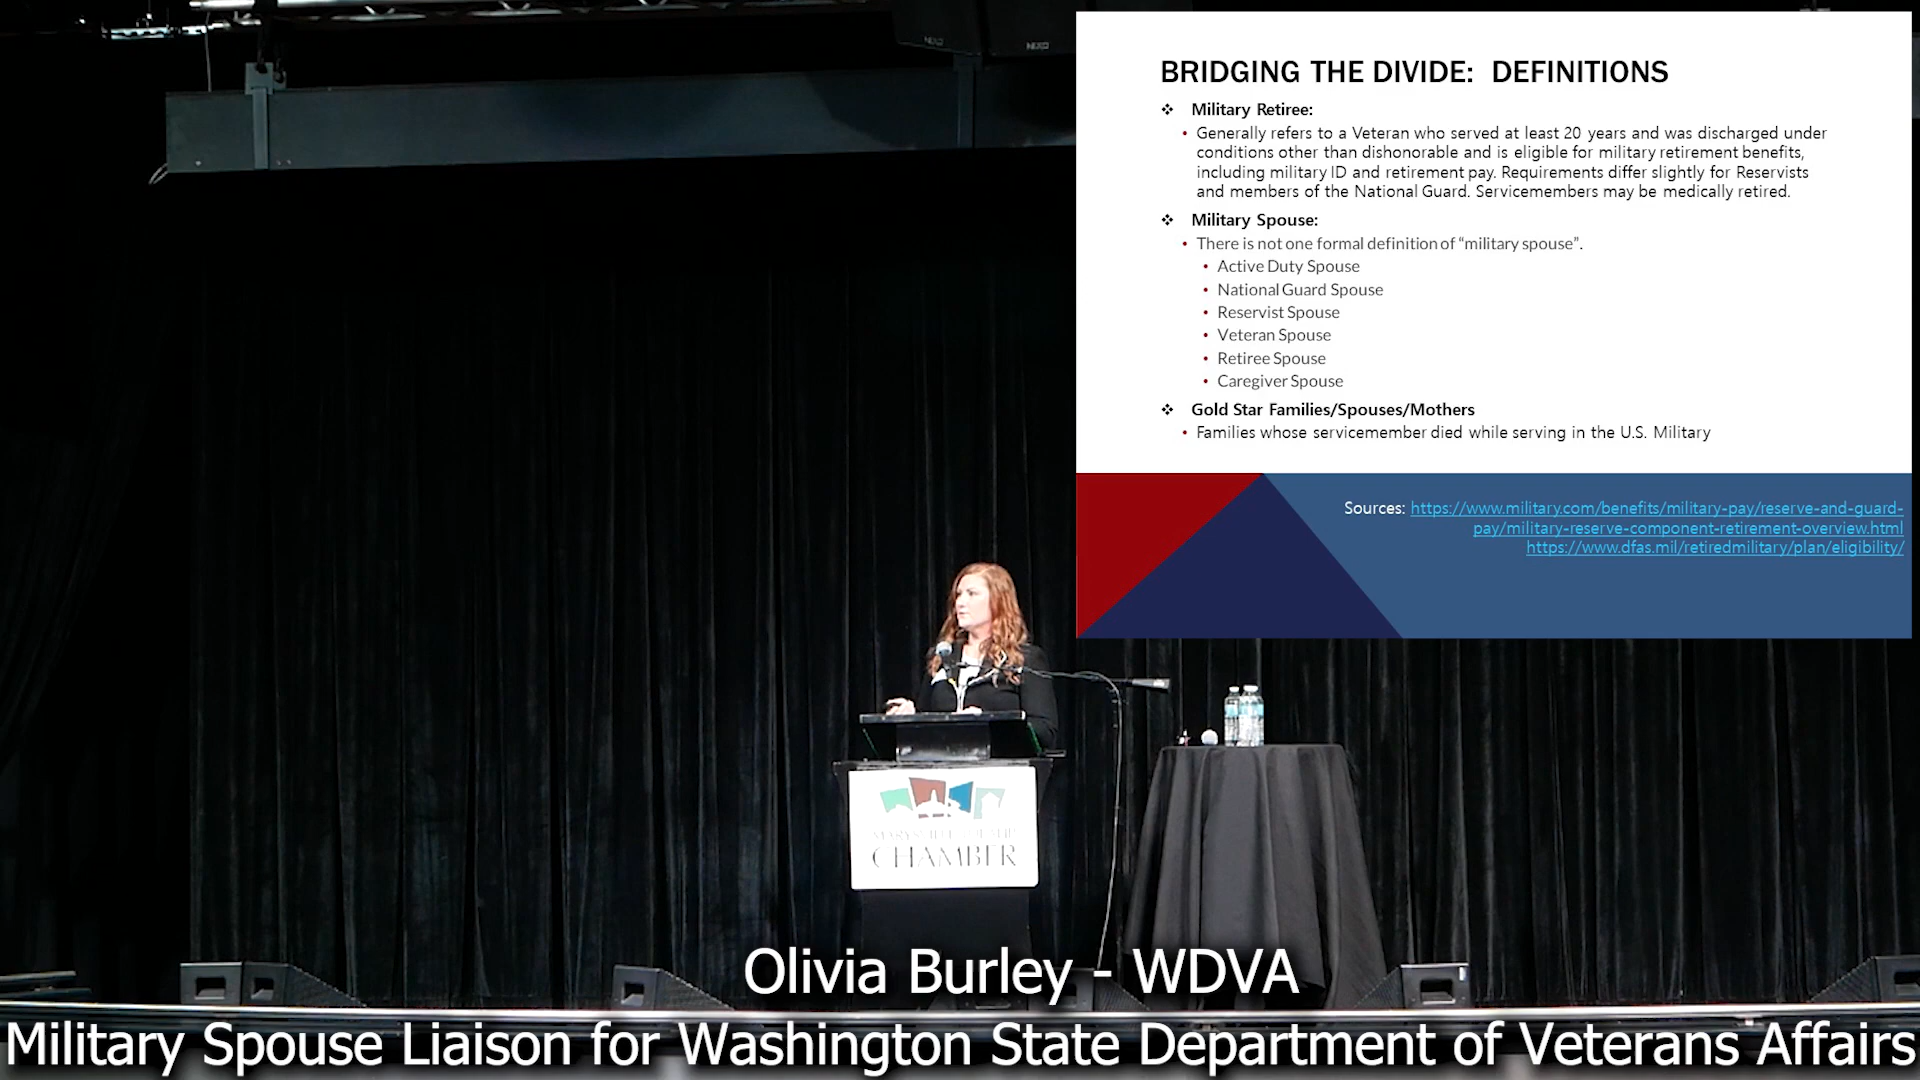 NEXO
NEXO
BRIDGING THE DIVIDE: DEFINITIONS
❖ Military Retiree:
• Generally refers to a Veteran who served at least 20 years and was discharged under
conditions other than dishonorable and is eligible for military retirement benefits,
including military ID and retirement pay. Requirements differ slightly for Reservists
and members of the National Guard. Servicemembers may be medically retired.
❖ Military Spouse:
• There is not one formal definition of “military spouse”.
• Active Duty Spouse
• National Guard Spouse
• Reservist Spouse
• Veteran Spouse
• Retiree Spouse
• Caregiver Spouse
❖ Gold Star Families/Spouses/Mothers
• Families whose servicemember died while serving in the U.S. Military
Sources: https://www.military.com/benefits/military-pay/reserve-and-guard-
pay/military-reserve-component-retirement-overview.html
https://www.dfas.mil/retiredmilitary/plan/eligibility/
CHAMBER
Olivia Burley - WDVA
Military Spouse Liaison for Washington State Department of Veterans Affairs